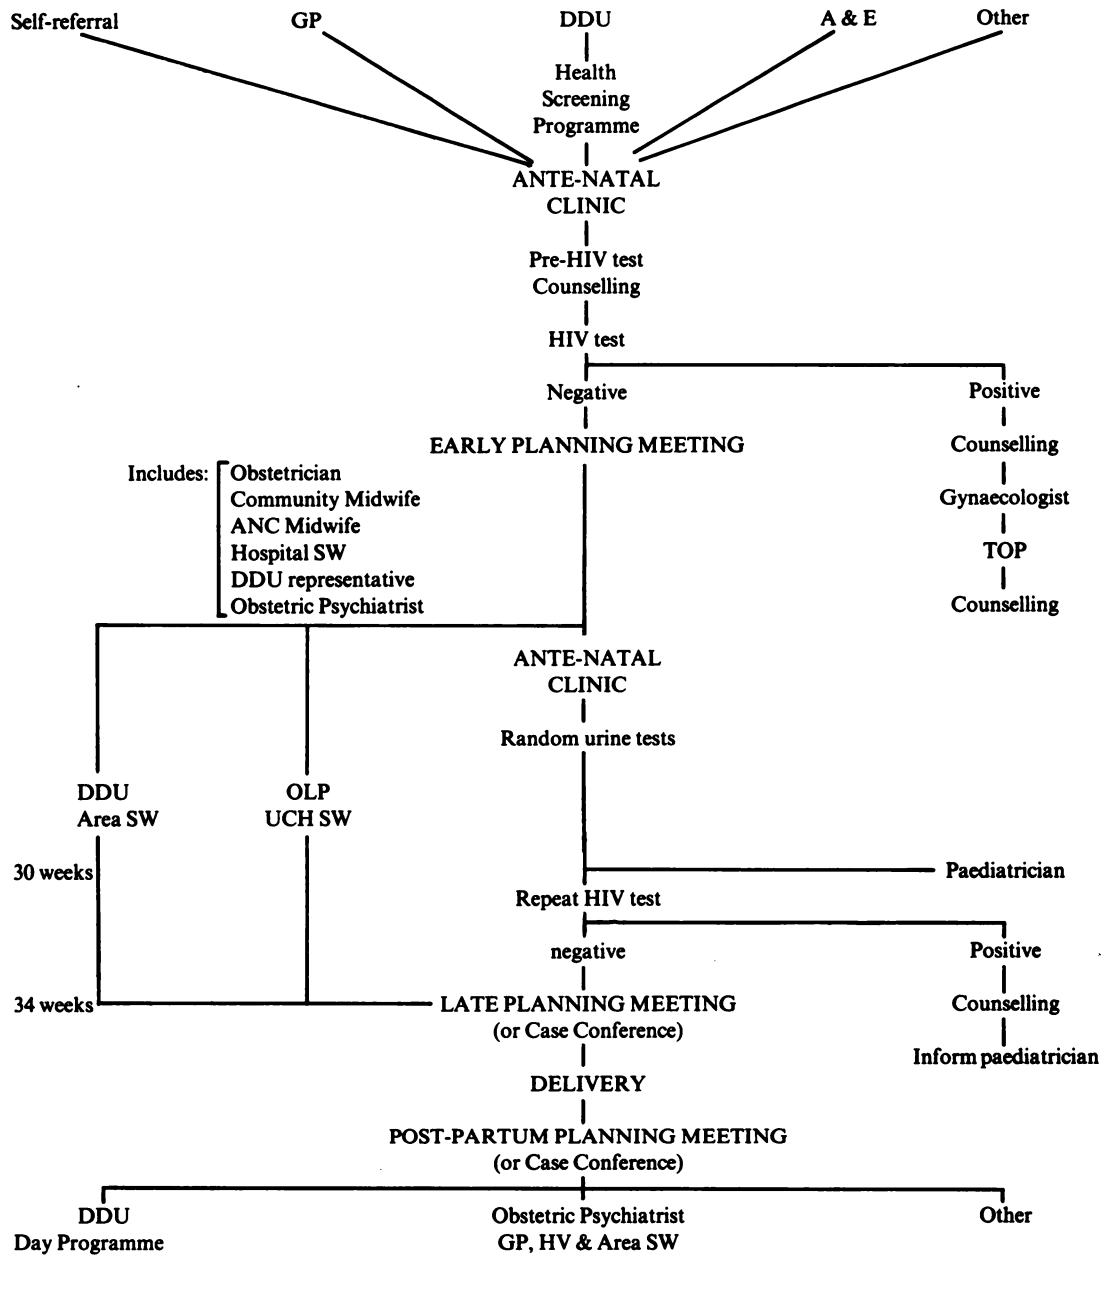 Self-referral GP DDU A & E Other
Health
Screening
Programme
ANTE-NATAL
CLINIC
Pre-HIV test
Counselling
HIV test
Negative Positive
EARLY PLANNING MEETING Counselling
Includes: Obstetrician
Community Midwife Gynaecologist
ANC Midwife
Hospital SW TOP
DDU representative
Obstetric Psychiatrist Counselling
ANTE-NATAL
CLINIC
Random urine tests
DDU OLP
Area SW UCH SW
30 weeks Paediatrician
Repeat HIV test
negative Positive
34 weeks LATE PLANNING MEETING Counselling
(or Case Conference)
Inform paediatrician
DELIVERY
POST-PARTUM PLANNING MEETING
(or Case Conference)
DDU Obstetric Psychiatrist Other
Day Programme GP, HV & Area SW